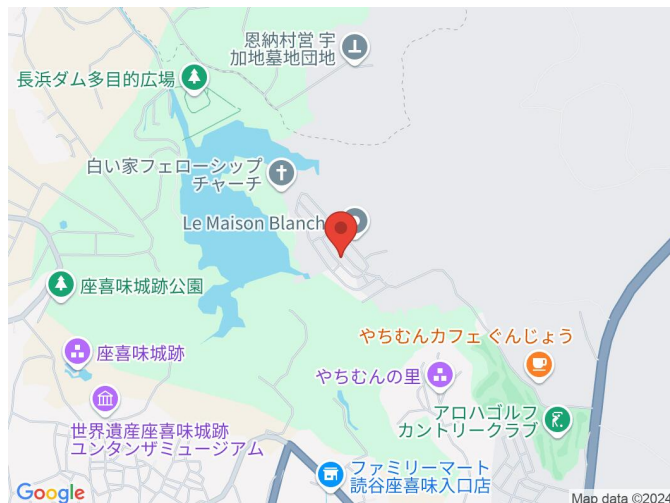 恩納村営 宇
加地墓地団地
長浜ダム多目的広場
白い家フェローシップ
チャーチ
Le Maison Blanch
座喜味城跡公園
やちむんカフェ ぐんじょう
座喜味城跡
やちむんの里
アロハゴルフ
カントリークラブ
世界遺産座喜味城跡
ユンタンザミュージアム
ファミリーマート
読谷座喜味入口店
Google
Map data ©2024